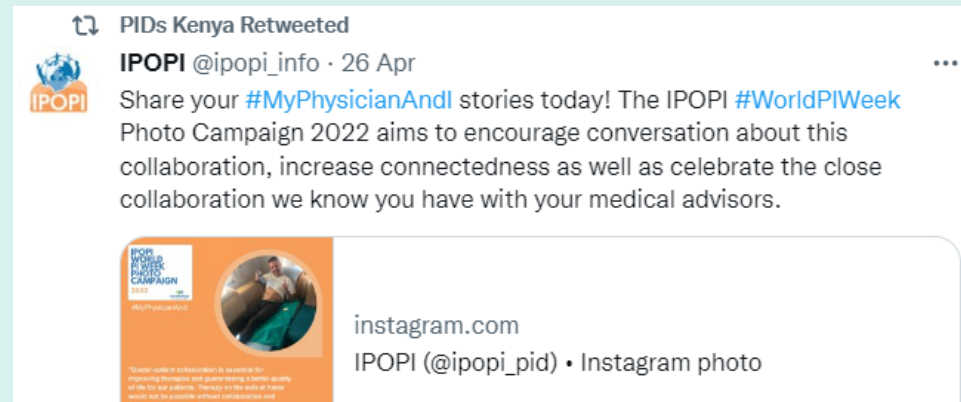 PIDs Kenya Retweeted
IPOPI
IPOPI @ipopi_info · 26 Apr
Share your #MyPhysicianAndI stories today! The IPOPI #WorldPIWeek
Photo Campaign 2022 aims to encourage conversation about this
collaboration, increase connectedness as well as celebrate the close
collaboration we know you have with your medical advisors.
IPOPI
WORLD
PI WEEK
PHOTO
CAMPAIGN
2022
#MyPhysicianAndI
"Doctor-patient collaboration is essential for
improving therapies and guaranteeing a better quality
of life for our patients. Therapy on the sofa at home
would not be possible without collaboration and
instagram.com
IPOPI (@ipopi_pid) • Instagram photo